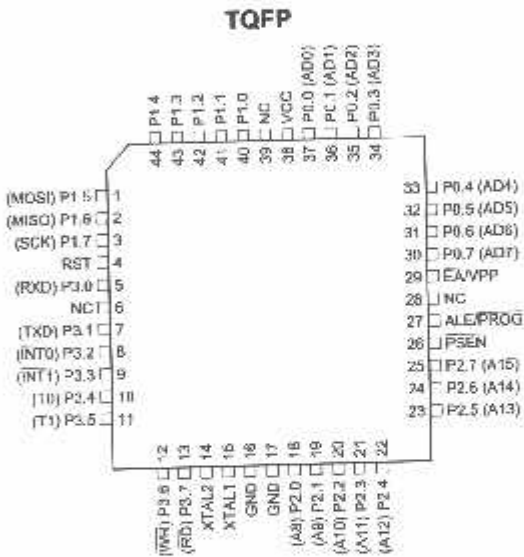 TQFP
44 P1.4
43 P1.3
42 P1.2
41 P1.1
40 P1.0
39 NC
38 VCC
37 P0.0 (AD0)
36 P0.1 (AD1)
35 P0.2 (AD2)
34 P0.3 (AD3)
(MOSI) P1.5 1
(MISO) P1.6 2
(SCK) P1.7 3
RST 4
(RXD) P3.0 5
NC 6
(TXD) P3.1 7
(INT0) P3.2 8
(INT1) P3.3 9
(T0) P3.4 10
(T1) P3.5 11
33 P0.4 (AD4)
32 P0.5 (AD5)
31 P0.6 (AD6)
30 P0.7 (AD7)
29 EA/VPP
28 NC
27 ALE/PROG
26 PSEN
25 P2.7 (A15)
24 P2.6 (A14)
23 P2.5 (A13)
(WR) P3.6 12
(RD) P3.7 13
XTAL2 14
XTAL1 15
GND 16
GND 17
(A8) P2.0 18
(A9) P2.1 19
(A10) P2.2 20
(A11) P2.3 21
(A12) P2.4 22